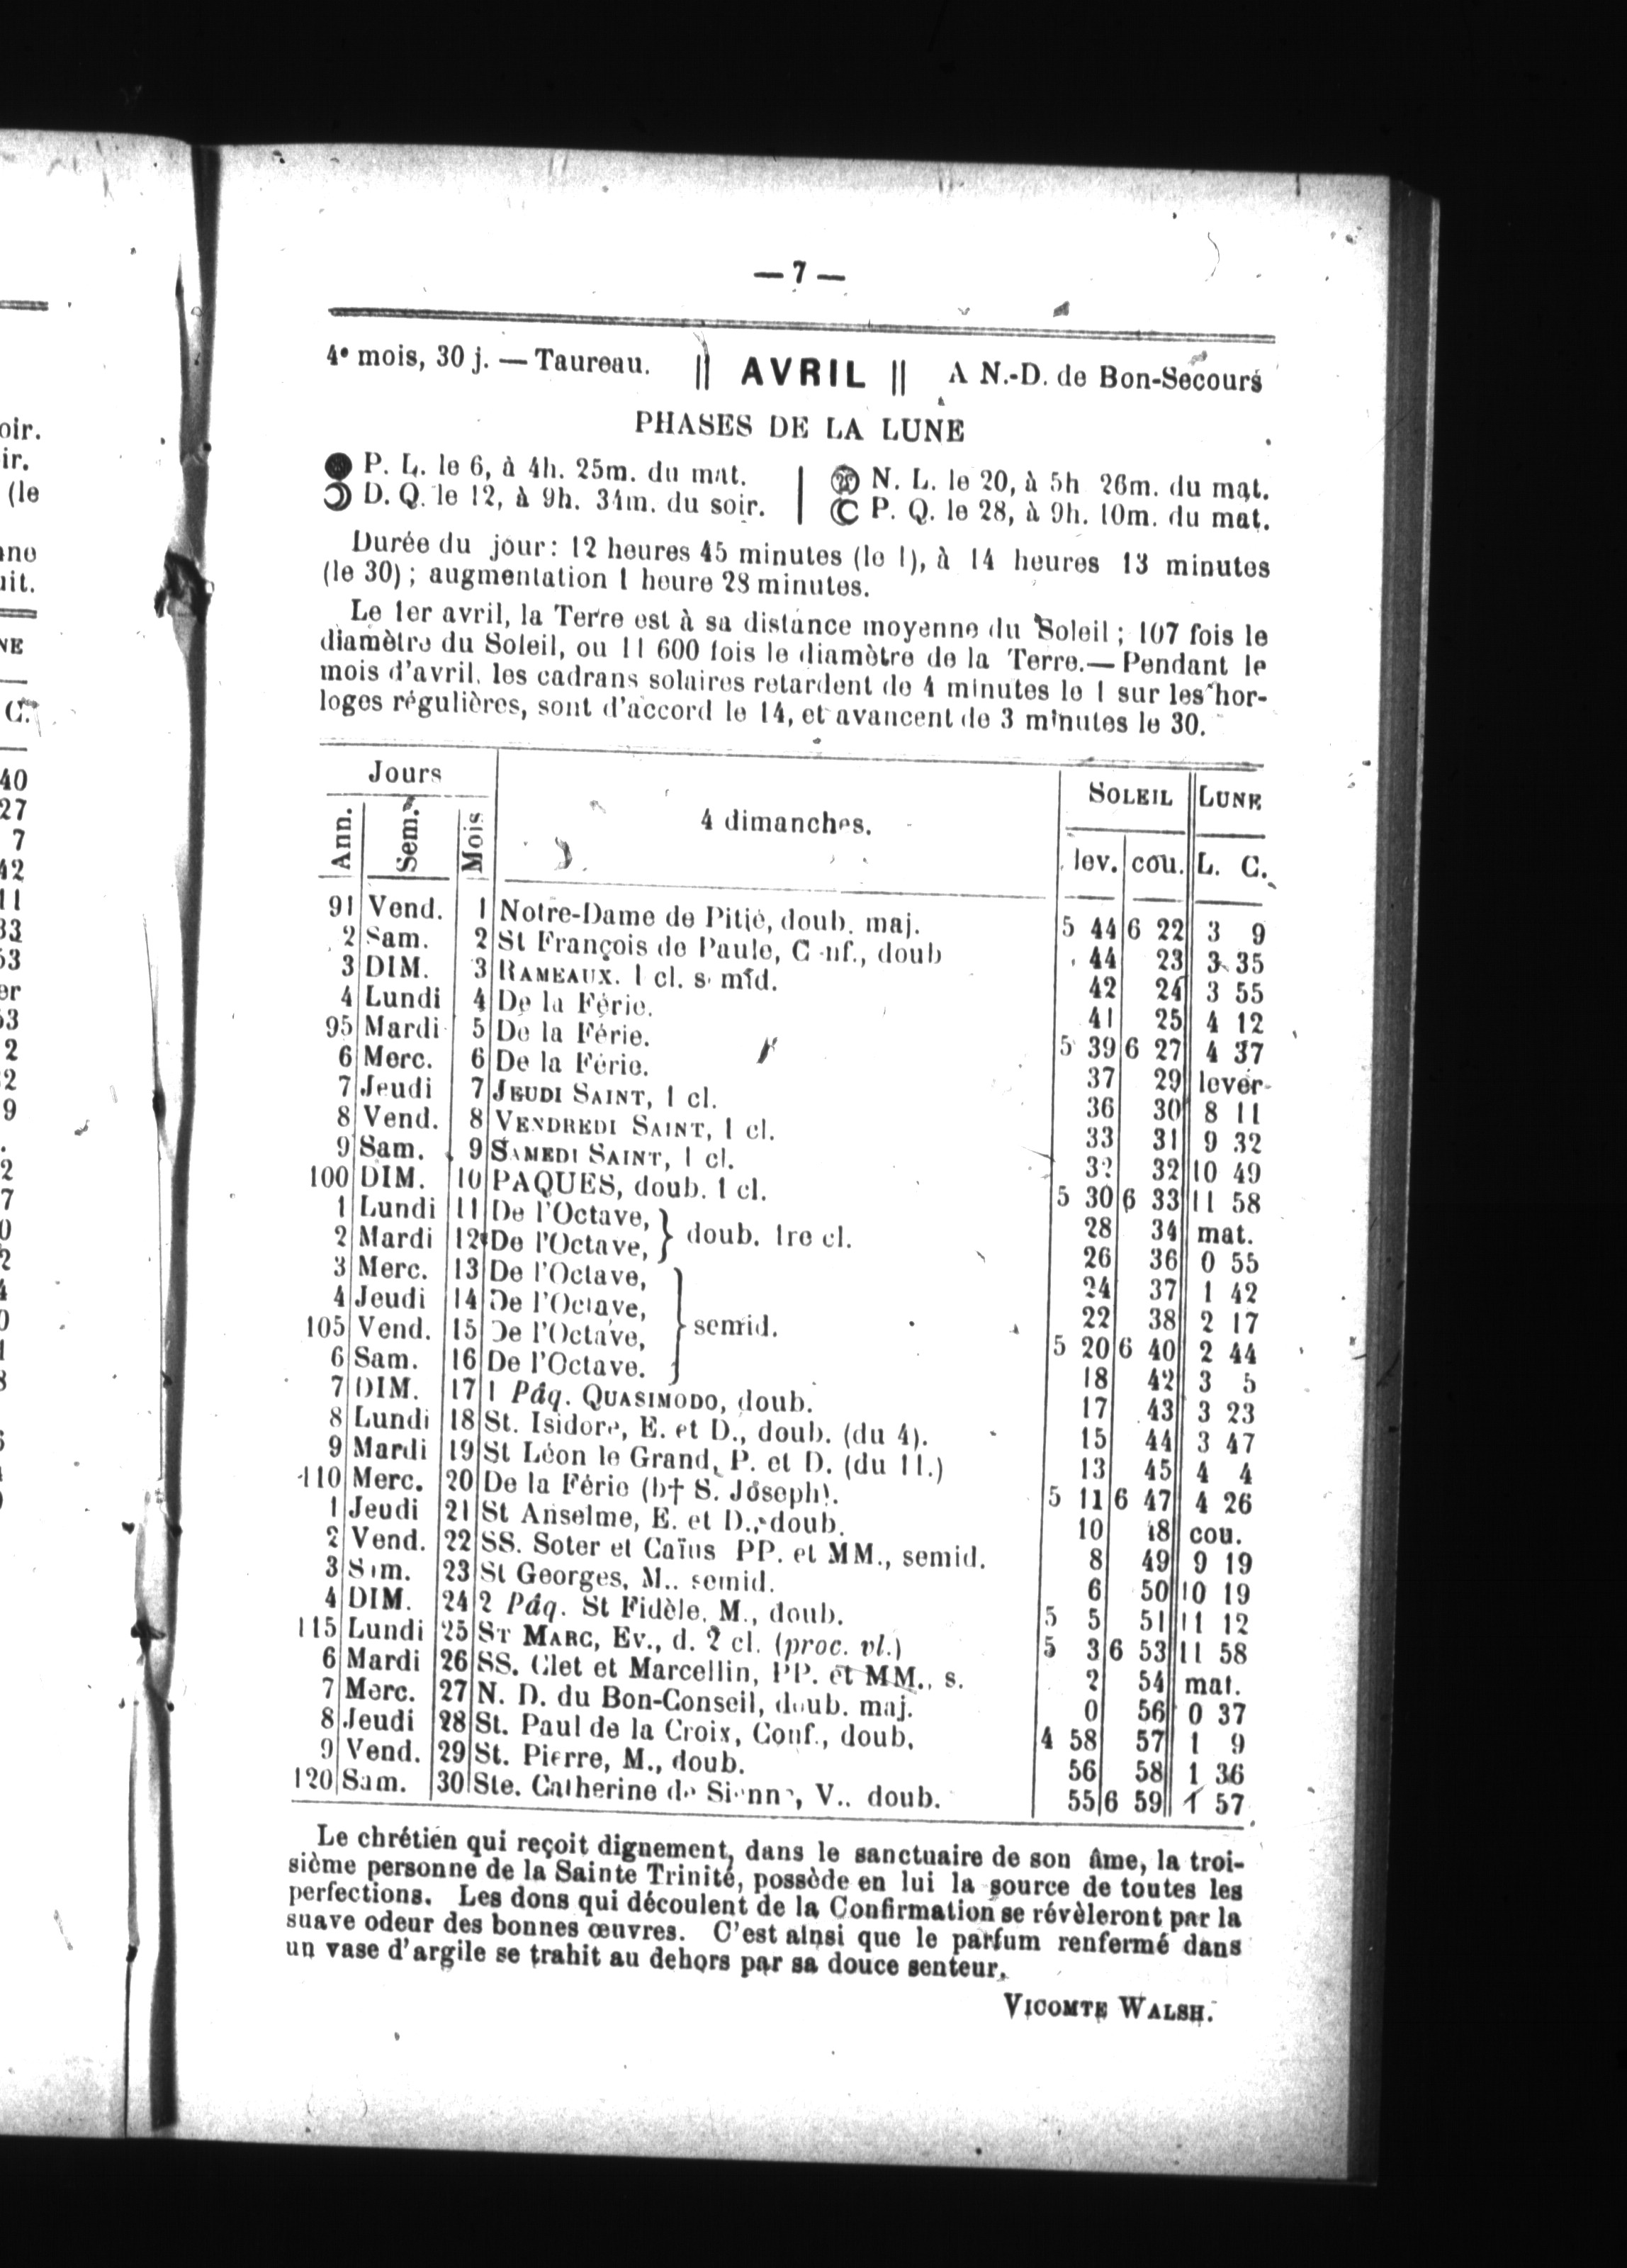 — 7 —
4e mois, 30 j. — Taureau. || AVRIL || A N.-D. de Bon-Secours
PHASES DE LA LUNE
P. L. le 6, à 4h. 25m. du mat. | N. L. le 20, à 5h 26m. du mat.
D. Q. le 12, à 9h. 34m. du soir. | P. Q. le 28, à 9h. 10m. du mat.
Durée du jour: 12 heures 45 minutes (le 1), à 14 heures 13 minutes
(le 30) ; augmentation 1 heure 28 minutes.
Le 1er avril, la Terre est à sa distance moyenne du Soleil ; 107 fois le
diamètre du Soleil, ou 11 600 fois le diamètre de la Terre.— Pendant le
mois d'avril, les cadrans solaires retardent de 4 minutes le 1 sur les hor-
loges régulières, sont d'accord le 14, et avancent de 3 minutes le 30.
Jours 4 dimanches. SOLEIL LUNE
Ann. Sem. Mois lev. cou. L. C.
91 Vend. 1 Notre-Dame de Pitié, doub. maj. 5 44 6 22 3 9
2 Sam. 2 St François de Paule, Conf., doub 44 23 3 35
3 DIM. 3 RAMEAUX. 1 cl. s mid. 42 24 3 55
4 Lundi 4 De la Férie. 41 25 4 12
95 Mardi 5 De la Férie. 5 39 6 27 4 37
6 Merc. 6 De la Férie. 37 29 lever
7 Jeudi 7 JEUDI SAINT, 1 cl. 36 30 8 11
8 Vend. 8 VENDREDI SAINT, 1 cl. 33 31 9 32
9 Sam. 9 SAMEDI SAINT, 1 cl. 32 32 10 49
100 DIM. 10 PAQUES, doub. 1 cl. 5 30 6 33 11 58
1 Lundi 11 De l'Octave, } doub. 1re cl. 28 34 mat.
2 Mardi 12 De l'Octave, 26 36 0 55
3 Merc. 13 De l'Octave, 24 37 1 42
4 Jeudi 14 De l'Octave, 22 38 2 17
105 Vend. 15 De l'Octave, } semid. 5 20 6 40 2 44
6 Sam. 16 De l'Octave. 18 42 3 5
7 DIM. 17 1 Pâq. QUASIMODO, doub. 17 43 3 23
8 Lundi 18 St. Isidore, E. et D., doub. (du 4). 15 44 3 47
9 Mardi 19 St Léon le Grand, P. et D. (du 11.) 13 45 4 4
110 Merc. 20 De la Férie (b† S. Joseph). 5 11 6 47 4 26
1 Jeudi 21 St Anselme, E. et D., doub. 10 48 cou.
2 Vend. 22 SS. Soter et Caïus PP. et MM., semid. 8 49 9 19
3 Sam. 23 St Georges, M.. semid. 6 50 10 19
4 DIM. 24 2 Pâq. St Fidèle, M., doub. 5 5 51 11 12
115 Lundi 25 ST MARC, Ev., d. 2 cl. (proc. vl.) 5 3 6 53 11 58
6 Mardi 26 SS. Clet et Marcellin, PP. et MM., s. 2 54 mat.
7 Merc. 27 N. D. du Bon-Conseil, doub. maj. 0 56 0 37
8 Jeudi 28 St. Paul de la Croix, Conf., doub. 4 58 57 1 9
9 Vend. 29 St. Pierre, M., doub. 56 58 1 36
120 Sam. 30 Ste. Catherine de Sienne, V.. doub. 55 6 59 1 57
Le chrétien qui reçoit dignement, dans le sanctuaire de son âme, la troi-
sième personne de la Sainte Trinité, possède en lui la source de toutes les
perfections. Les dons qui découlent de la Confirmation se révèleront par la
suave odeur des bonnes œuvres. C'est ainsi que le parfum renfermé dans
un vase d'argile se trahit au dehors par sa douce senteur.
VICOMTE WALSH.